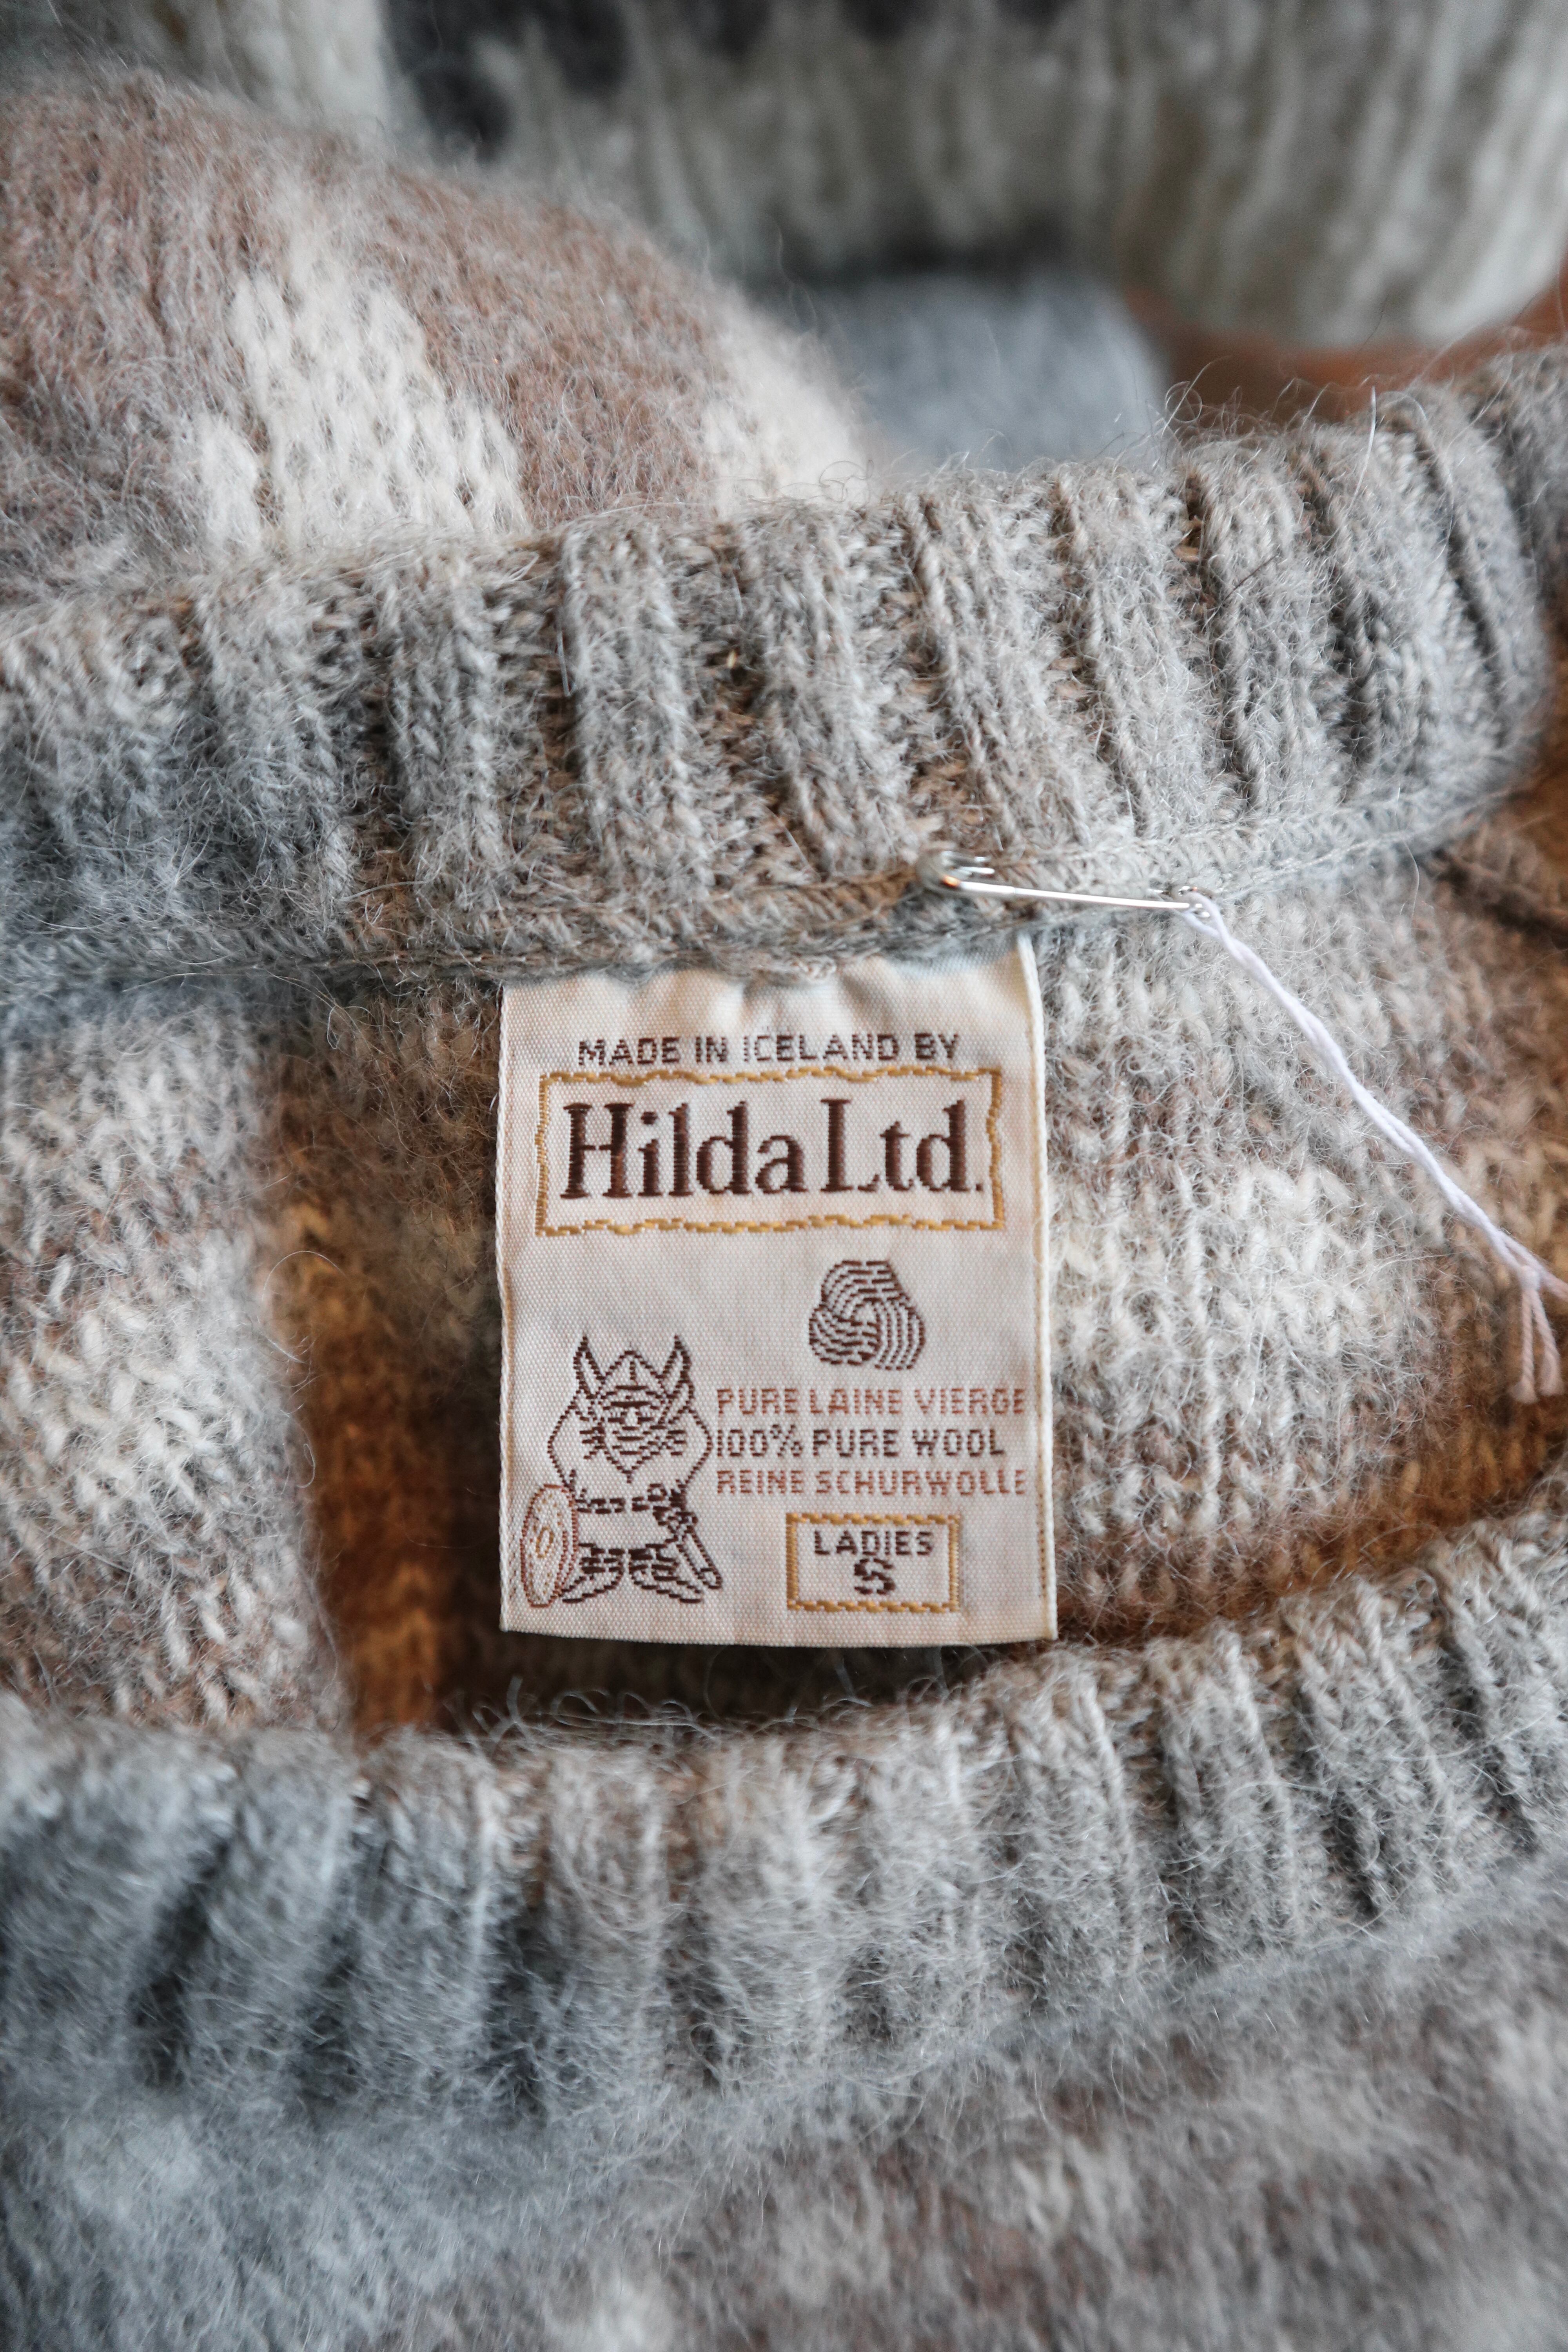 MADE IN ICELAND BY
Hilda Ltd.
PURE LAINE VIERGE
100% PURE WOOL
REINE SCHURWOLLE
LADIES
S